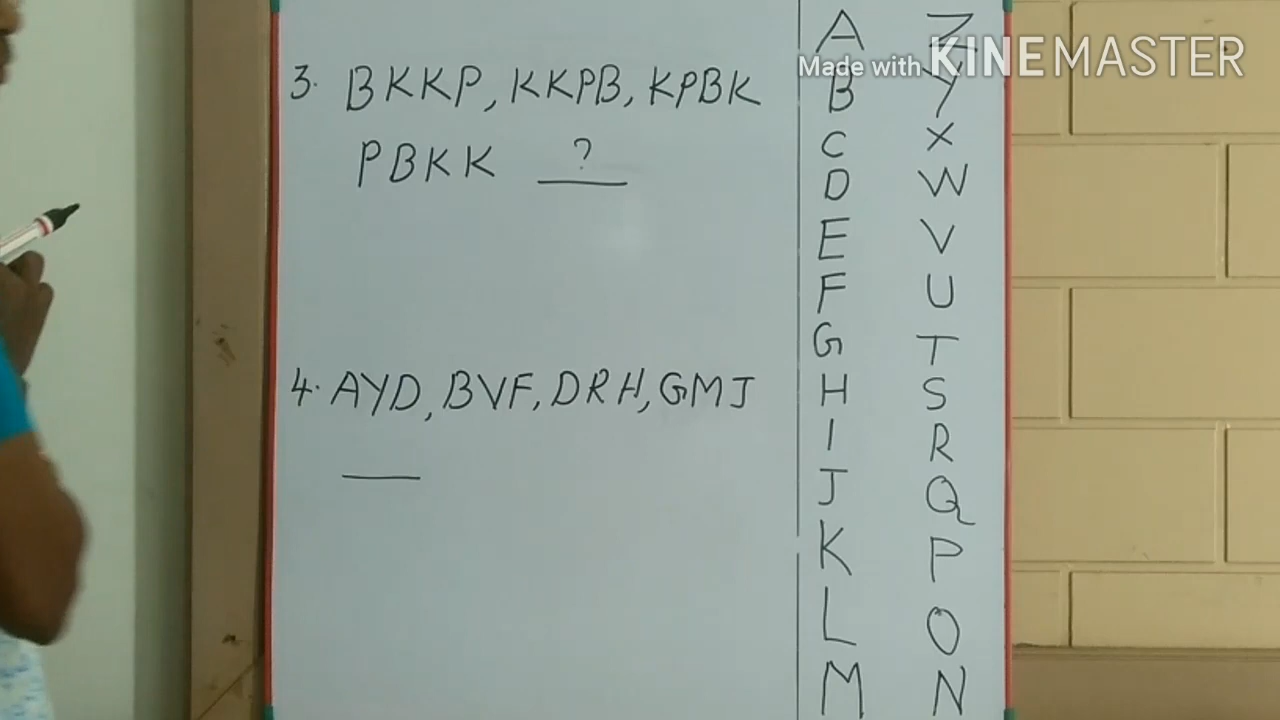 3. BKKP, KKPB, KPBK
PBKK ?
4. AYD, BVF, DRH, GMJ
A Z
B Y
C X
D W
E V
F U
G T
H S
I R
J Q
K P
L O
M N
Made with KINEMASTER